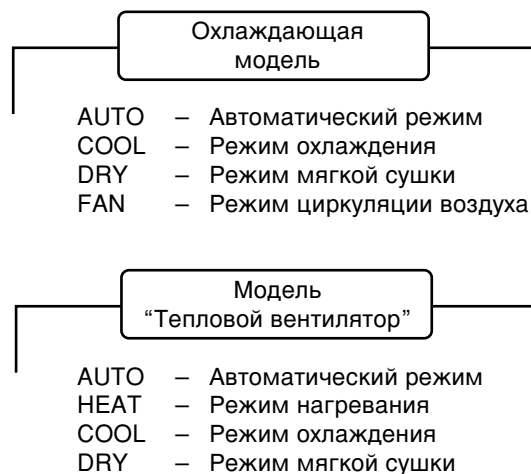 Охлаждающая
модель
AUTO – Автоматический режим
COOL – Режим охлаждения
DRY – Режим мягкой сушки
FAN – Режим циркуляции воздуха
Модель
“Тепловой вентилятор”
AUTO – Автоматический режим
HEAT – Режим нагревания
COOL – Режим охлаждения
DRY – Режим мягкой сушки